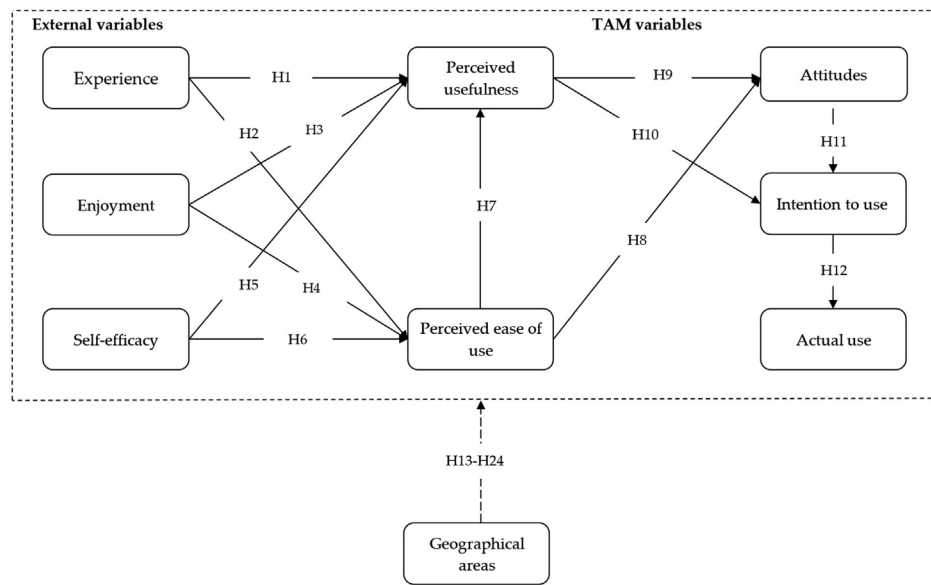 External variables
TAM variables
Experience
H1
Perceived
usefulness
H9
Attitudes
H2
H3
H10
H11
Enjoyment
H7
Intention to use
H8
H5
H4
H12
Self-efficacy
H6
Perceived ease of
use
Actual use
H13-H24
Geographical
areas